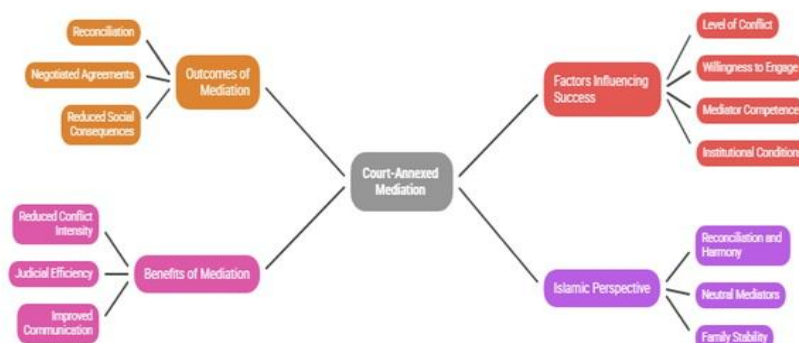 Reconciliation
Negotiated Agreements
Reduced Social
Consequences
Outcomes of
Mediation
Level of Conflict
Willingness to Engage
Mediator Competence
Institutional Condition
Factors Influencing
Success
Court-Annexed
Mediation
Reduced Conflict
Intensity
Judicial Efficiency
Improved
Communication
Benefits of Mediation
Islamic Perspective
Reconciliation and
Harmony
Neutral Mediators
Family Stability